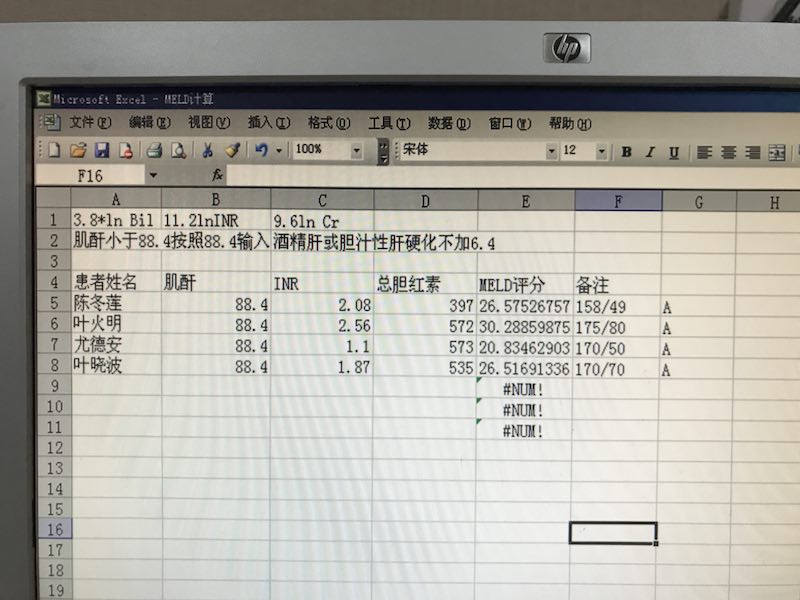 hp
Microsoft Excel - MELD计算
文件(F) 编辑(E) 视图(V) 插入(I) 格式(O) 工具(T) 数据(D) 窗口(W) 帮助(H)
100% 宋体 12 B I U
F16 fx
A B C D E F G H
1 3.8*ln Bil 11.2lnINR 9.6ln Cr
2 肌酐小于88.4按照88.4输入 酒精肝或胆汁性肝硬化不加6.4
3
4 患者姓名 肌酐 INR 总胆红素 MELD评分 备注
5 陈冬莲 88.4 2.08 397 26.57526757 158/49 A
6 叶火明 88.4 2.56 572 30.28859875 175/80 A
7 尤德安 88.4 1.1 573 20.83462903 170/50 A
8 叶晓波 88.4 1.87 535 26.51691336 170/70 A
9 #NUM!
10 #NUM!
11 #NUM!
12
13
14
15
16
17
18
19